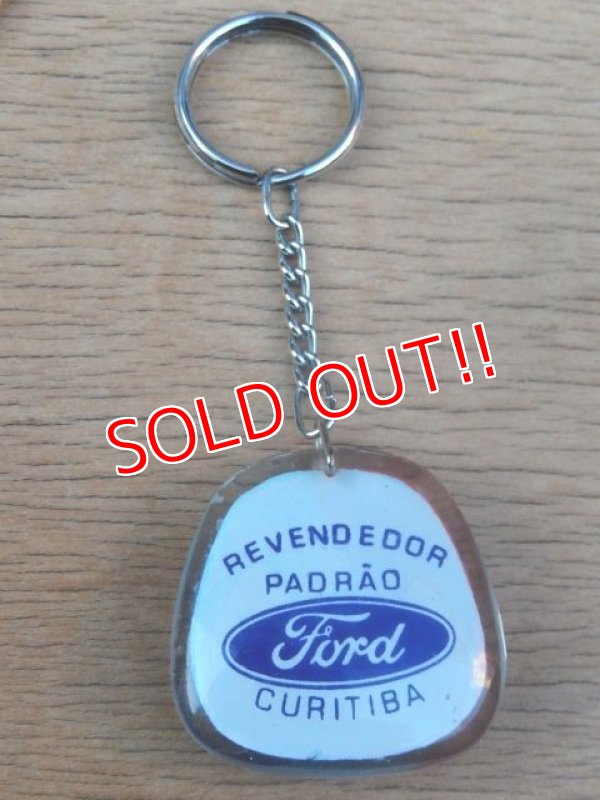 SOLD OUT!!
REVENDEDOR
PADRÃO
Ford
CURITIBA